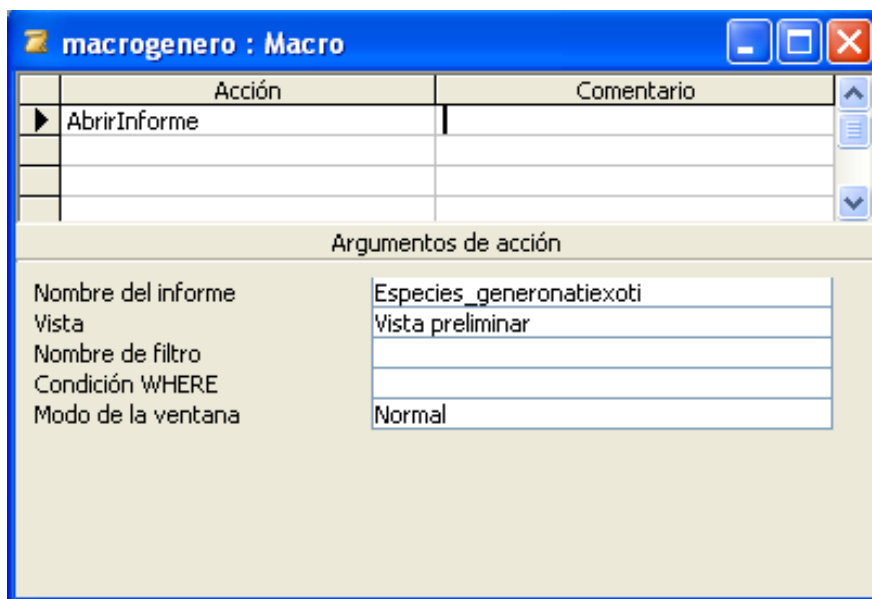 macrogenero : Macro
Acción Comentario
AbrirInforme
Argumentos de acción
Nombre del informe Especies_generonatiexoti
Vista Vista preliminar
Nombre de filtro
Condición WHERE
Modo de la ventana Normal